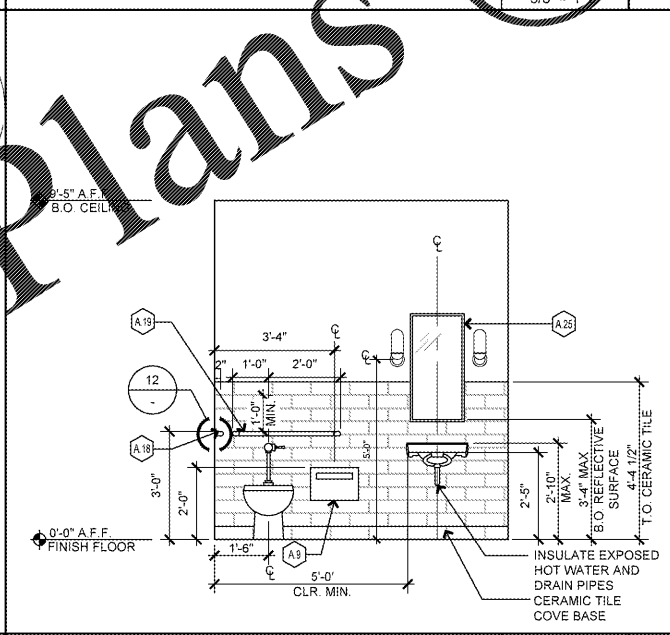 Plans
9'-5" A.F.F.
B.O. CEILING
A.19
A.25
3'-4"
2"
1'-0"
2'-0"
12
-
1'-0"
MIN.
A.18
3'-0"
2'-0"
5'-0"
2'-5"
2'-10"
MAX.
3'-4" MAX
B.O. REFLECTIVE
SURFACE
4'-4 1/2"
T.O. CERAMIC TILE
0'-0" A.F.F.
FINISH FLOOR
1'-6"
A.9
5'-0'
CLR. MIN.
INSULATE EXPOSED
HOT WATER AND
DRAIN PIPES
CERAMIC TILE
COVE BASE